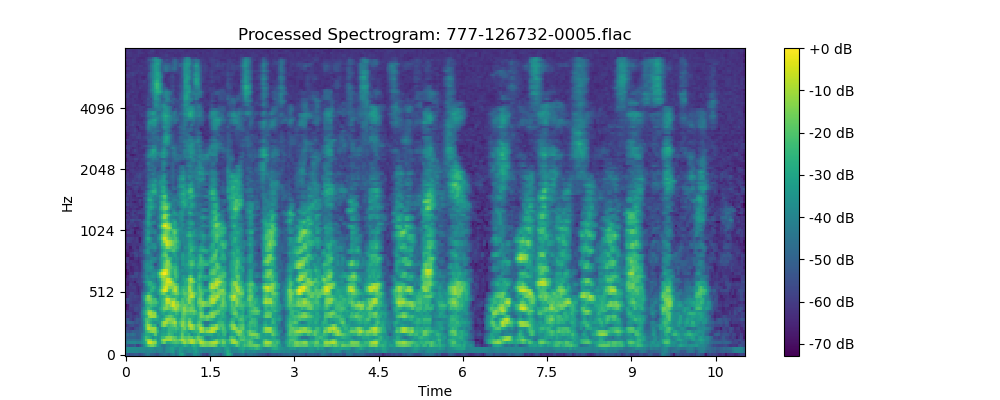 Processed Spectrogram: 777-126732-0005.flac
Hz
4096
2048
1024
512
0
0 1.5 3 4.5 6 7.5 9 10
Time
+0 dB
-10 dB
-20 dB
-30 dB
-40 dB
-50 dB
-60 dB
-70 dB